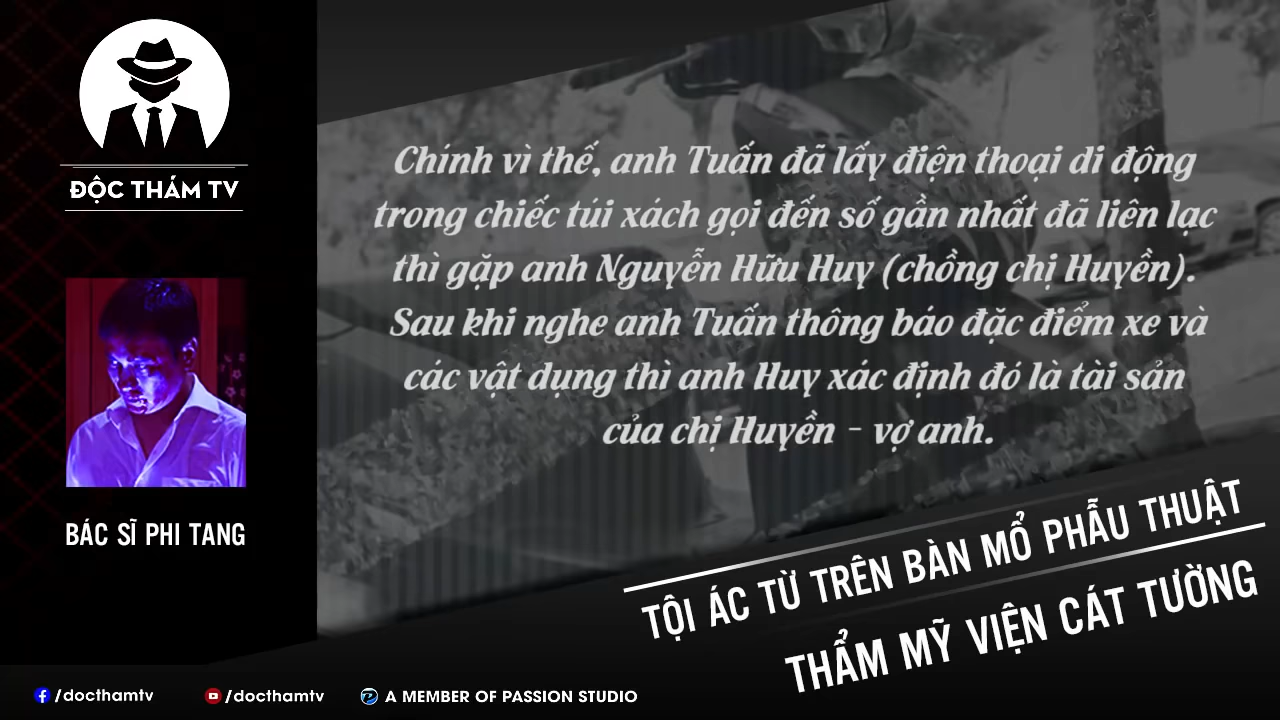 ĐỘC THÁM TV
BÁC SĨ PHI TANG
Chính vì thế, anh Tuấn đã lấy điện thoại di động
trong chiếc túi xách gọi đến số gần nhất đã liên lạc
thì gặp anh Nguyễn Hữu Huy (chồng chị Huyền).
Sau khi nghe anh Tuấn thông báo đặc điểm xe và
các vật dụng thì anh Huy xác định đó là tài sản
của chị Huyền - vợ anh.
TỘI ÁC TỪ TRÊN BÀN MỔ PHẪU THUẬT
THẨM MỸ VIỆN CÁT TƯỜNG
/docthamtv
/docthamtv
A MEMBER OF PASSION STUDIO